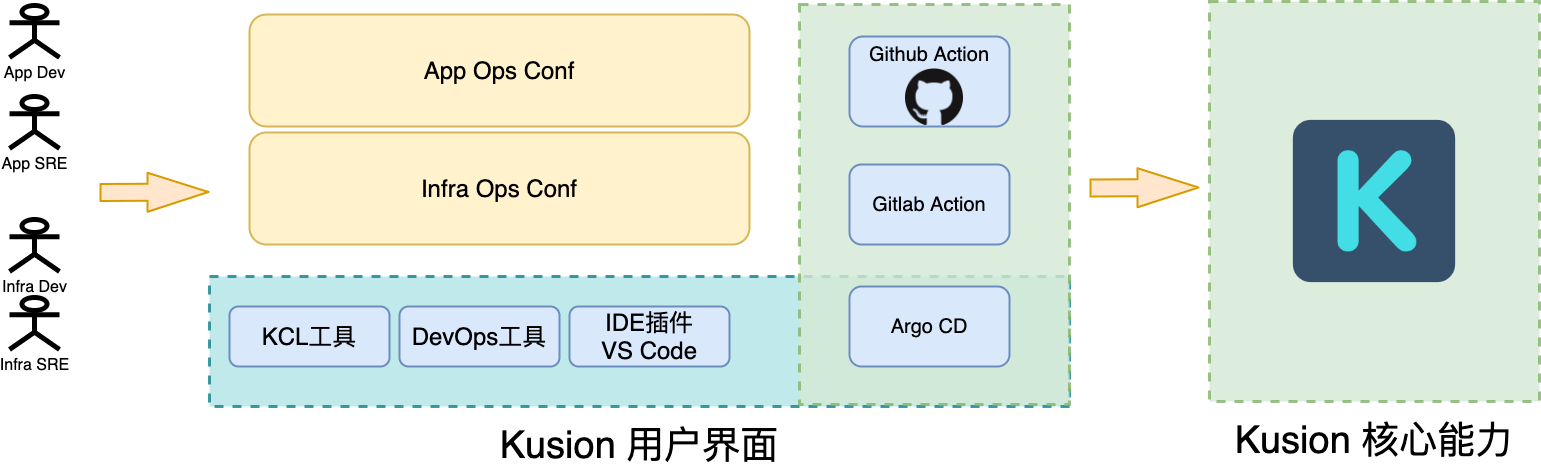 App Dev
App SRE
Infra Dev
Infra SRE
App Ops Conf
Infra Ops Conf
KCL工具
DevOps工具
IDE插件
VS Code
Github Action
Gitlab Action
Argo CD
Kusion 用户界面
Kusion 核心能力